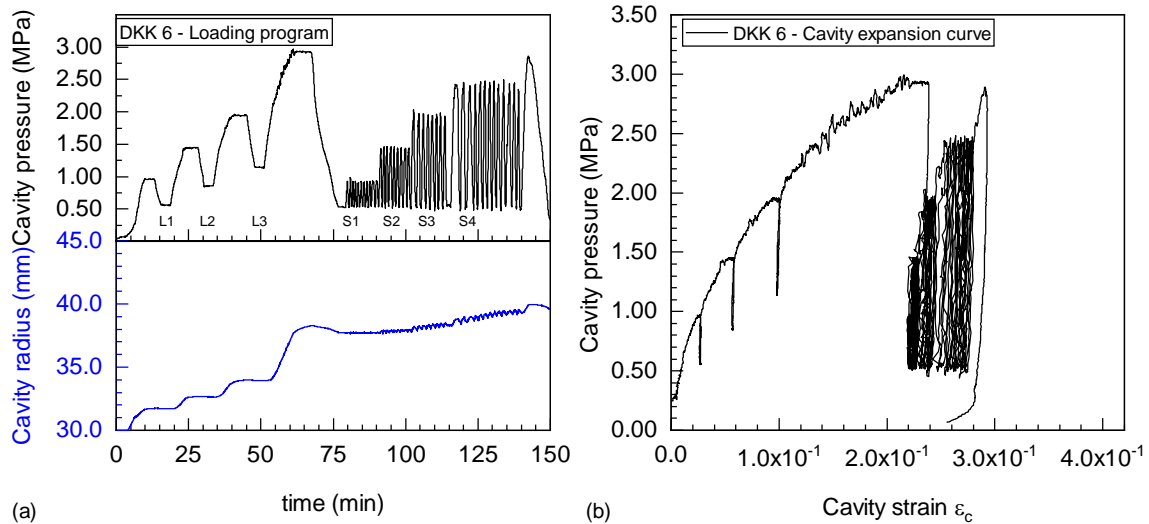 DKK 6 - Loading program
Cavity pressure (MPa)
3.00
2.50
2.00
1.50
1.00
0.50
L1 L2 L3 S1 S2 S3 S4
Cavity radius (mm)
45.0
40.0
35.0
30.0
0 25 50 75 100 125 150
time (min)
(a)
DKK 6 - Cavity expansion curve
Cavity pressure (MPa)
3.50
3.00
2.50
2.00
1.50
1.00
0.50
0.00
0.0 1.0x10⁻¹ 2.0x10⁻¹ 3.0x10⁻¹ 4.0x10⁻¹
Cavity strain εc
(b)